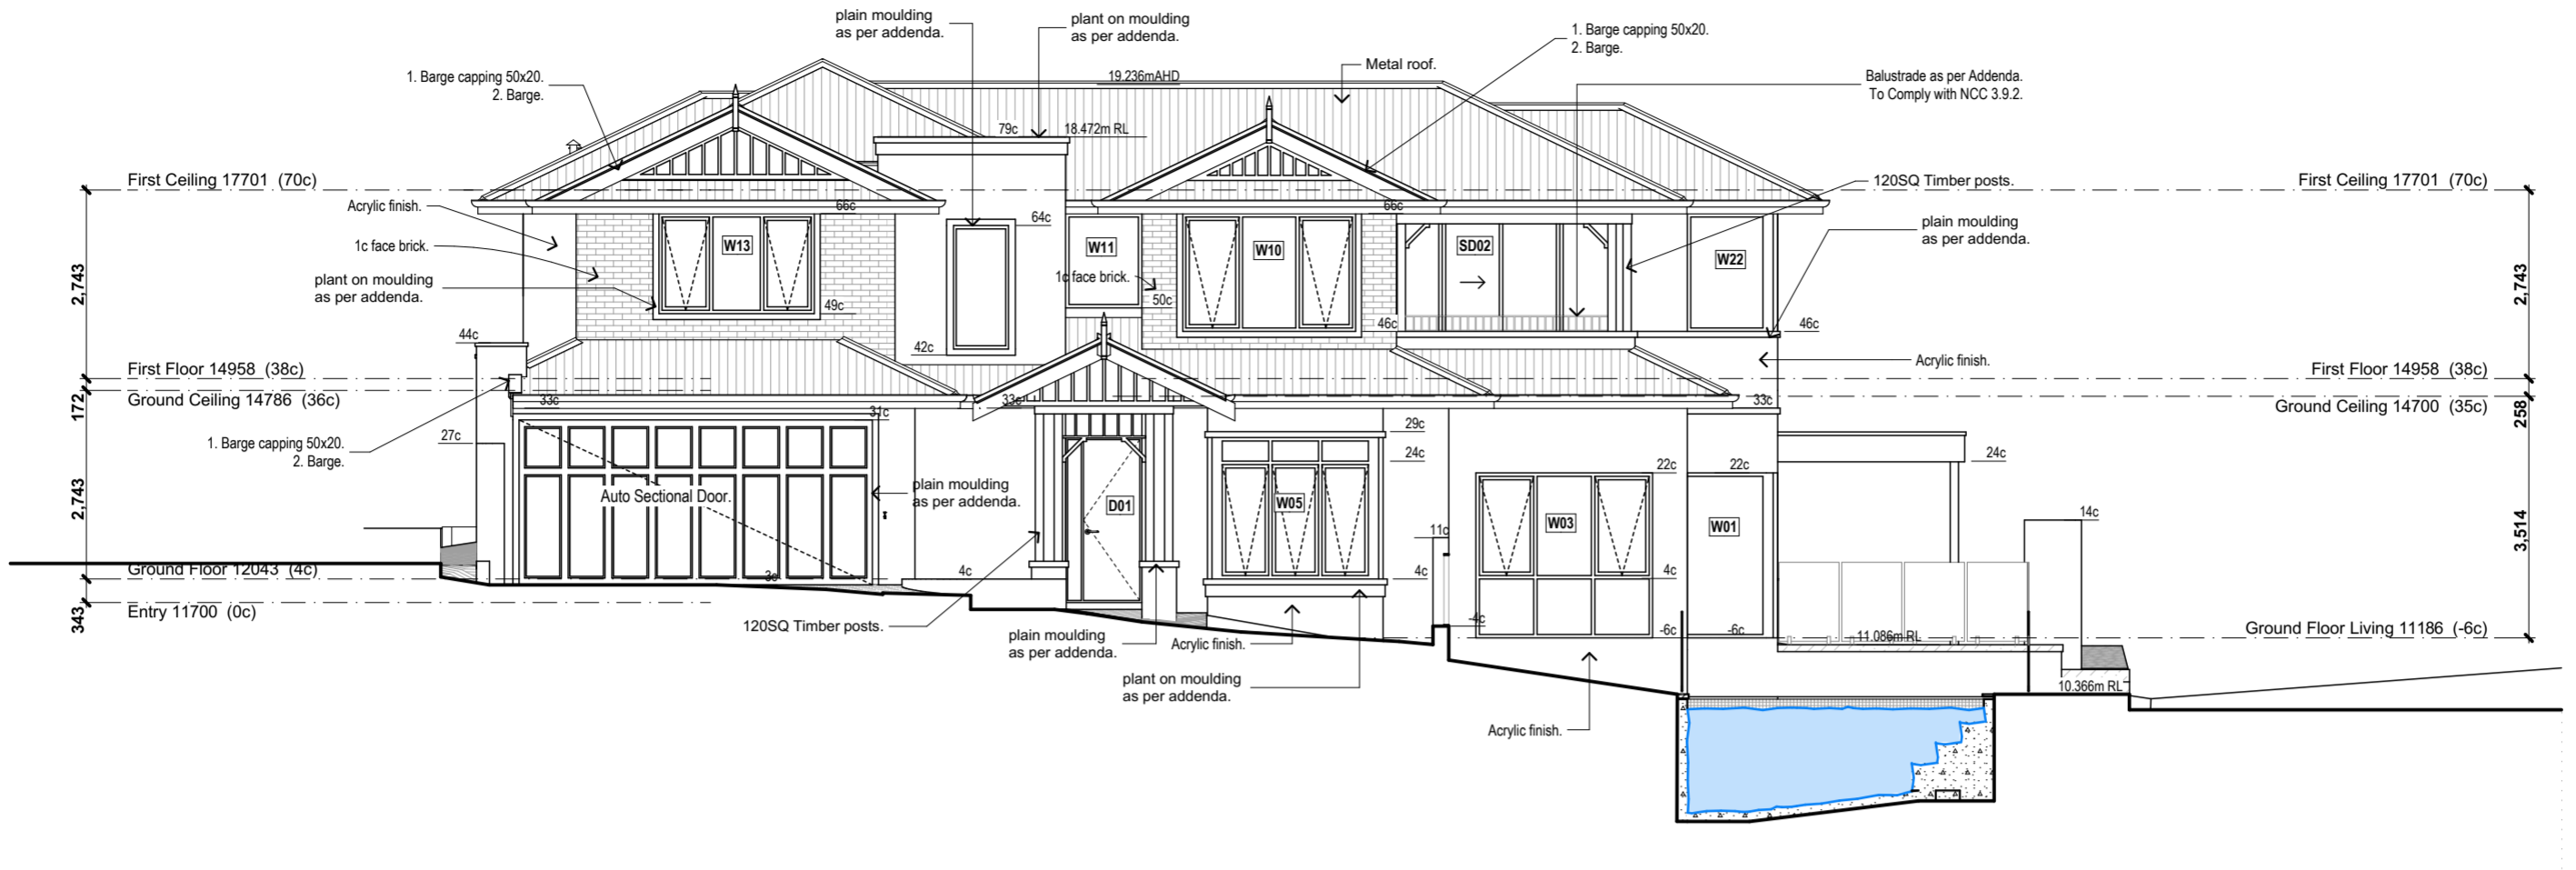 plain moulding
as per addenda.
plant on moulding
as per addenda.
1. Barge capping 50x20.
2. Barge.
Metal roof.
1. Barge capping 50x20.
2. Barge.
19.236mAHD
Balustrade as per Addenda.
To Comply with NCC 3.9.2.
79c
18.472m RL
First Ceiling 17701 (70c)
120SQ Timber posts.
First Ceiling 17701 (70c)
Acrylic finish.
66c
64c
66c
plain moulding
as per addenda.
1c face brick.
W13
W11
W10
SD02
W22
plant on moulding
as per addenda.
1c face brick.
2,743
2,743
49c
50c
44c
46c
46c
42c
First Floor 14958 (38c)
Acrylic finish.
First Floor 14958 (38c)
172
Ground Ceiling 14786 (36c)
33c
31c
33c
33c
Ground Ceiling 14700 (35c)
258
1. Barge capping 50x20.
2. Barge.
27c
29c
24c
24c
22c
22c
Auto Sectional Door.
plain moulding
as per addenda.
2,743
D01
W05
W03
W01
11c
14c
3,514
Ground Floor 12043 (4c)
3c
4c
4c
4c
343
Entry 11700 (0c)
120SQ Timber posts.
plain moulding
as per addenda.
Acrylic finish.
-4c
-6c
-6c
11.086m RL
Ground Floor Living 11186 (-6c)
plant on moulding
as per addenda.
10.366m RL
Acrylic finish.